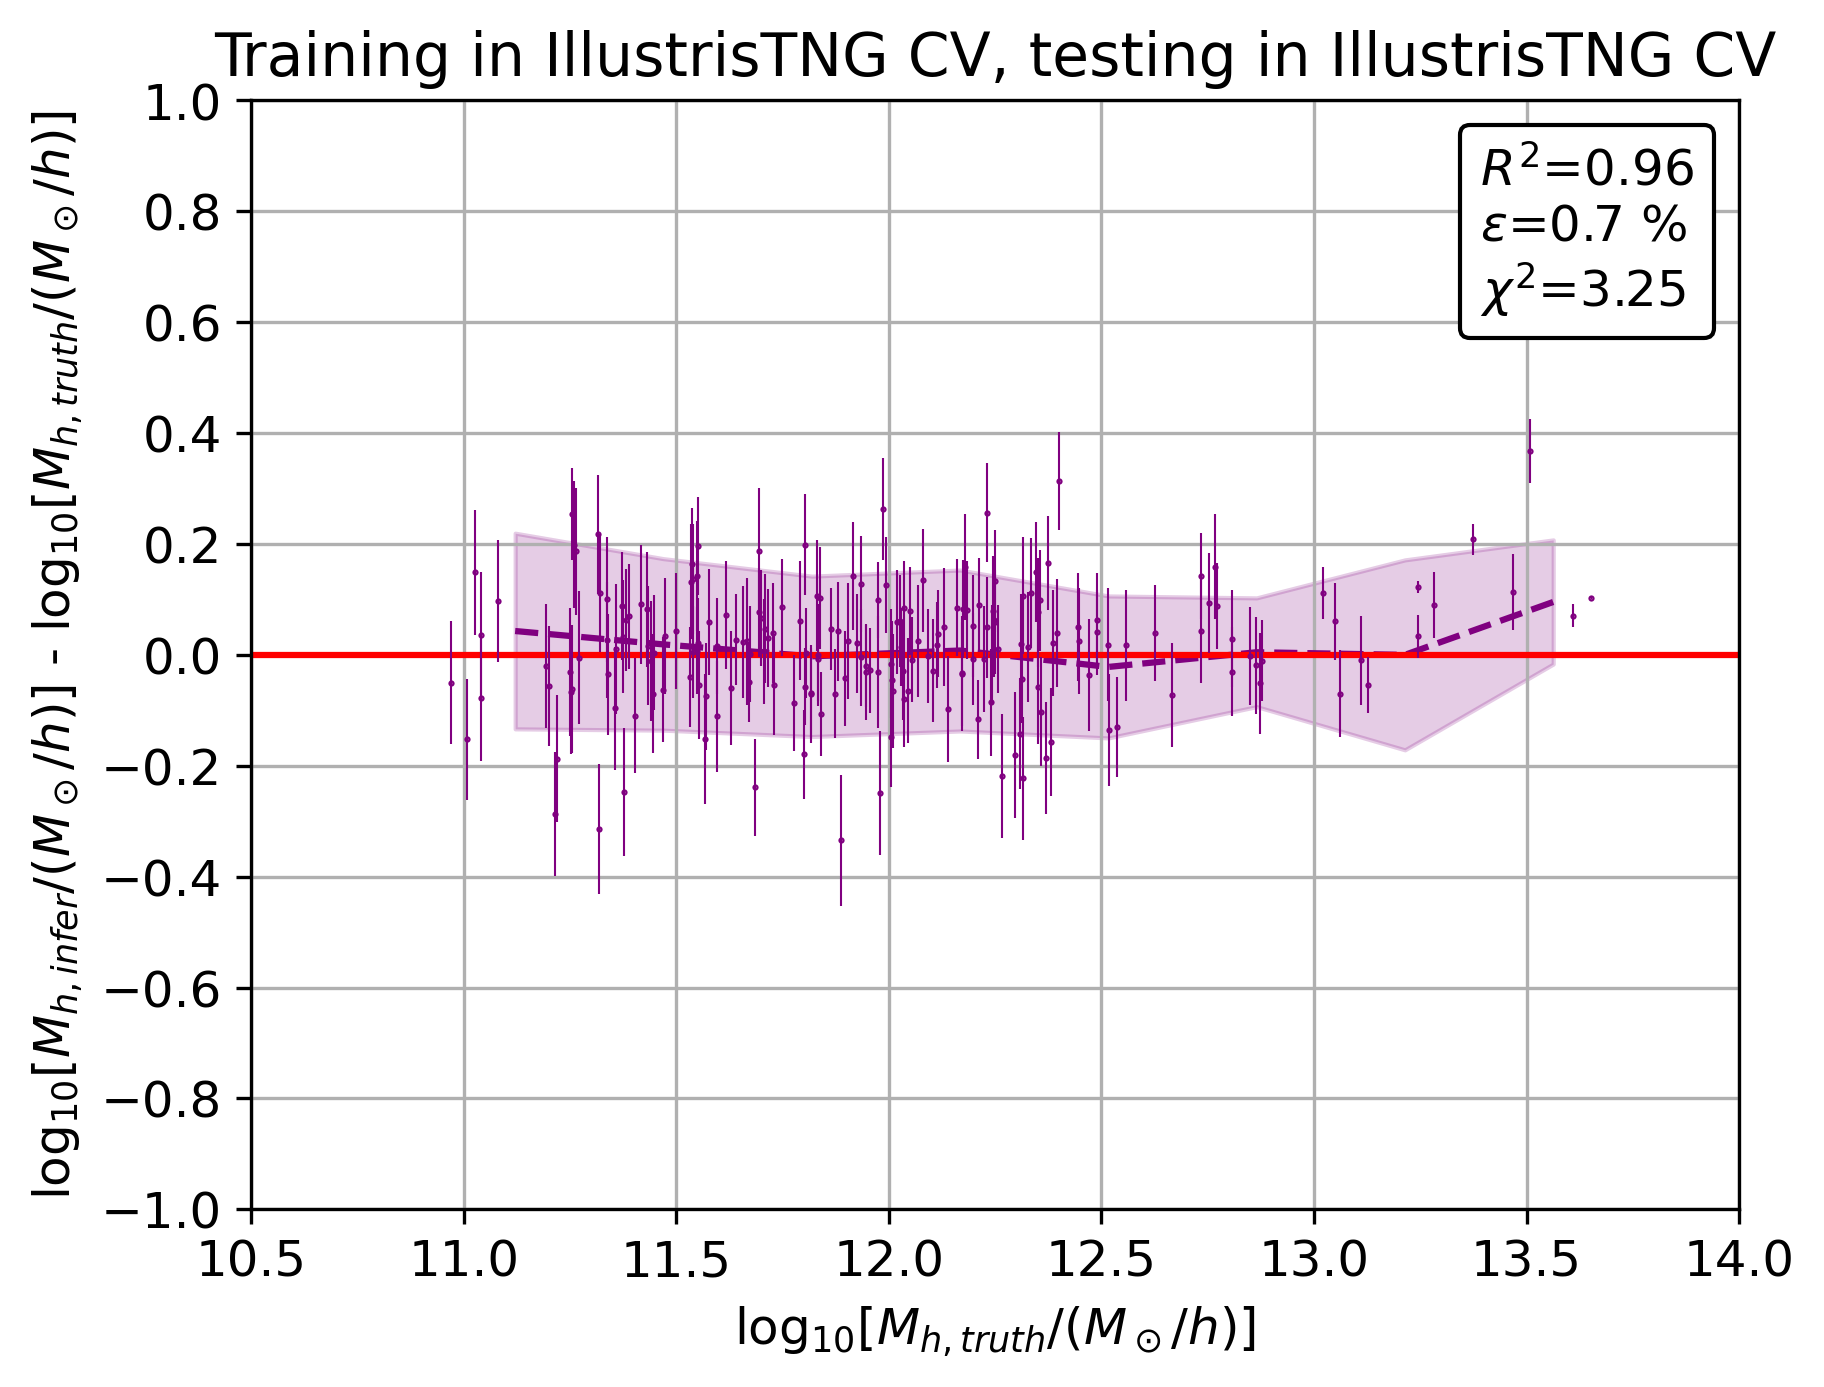 Training in IllustrisTNG CV, testing in IllustrisTNG CV
log₁₀[M_{h,infer}/(M_⊙/h)] - log₁₀[M_{h,truth}/(M_⊙/h)]
1.0
0.8
0.6
0.4
0.2
0.0
−0.2
−0.4
−0.6
−0.8
−1.0
R²=0.96
ε=0.7 %
χ²=3.25
10.5 11.0 11.5 12.0 12.5 13.0 13.5 14.0
log₁₀[M_{h,truth}/(M_⊙/h)]